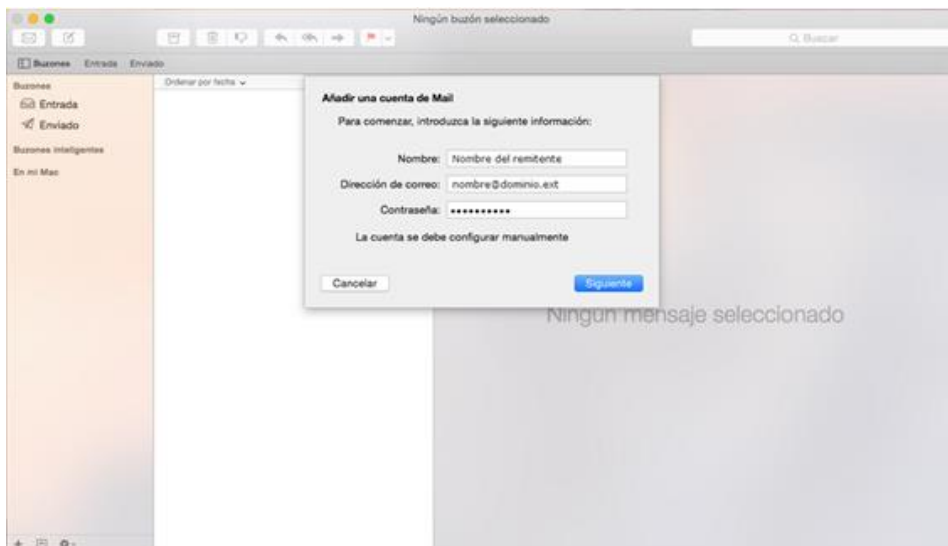 Ningún buzón seleccionado
Buscar
Buzones Entrada Enviado
Buzones
Entrada
Enviado
Buzones inteligentes
En mi Mac
Ordenar por fecha
Añadir una cuenta de Mail
Para comenzar, introduzca la siguiente información:
Nombre: Nombre del remitente
Dirección de correo: nombre@dominio.ext
Contraseña: ••••••••••
La cuenta se debe configurar manualmente
Cancelar Siguiente
Ningún mensaje seleccionado